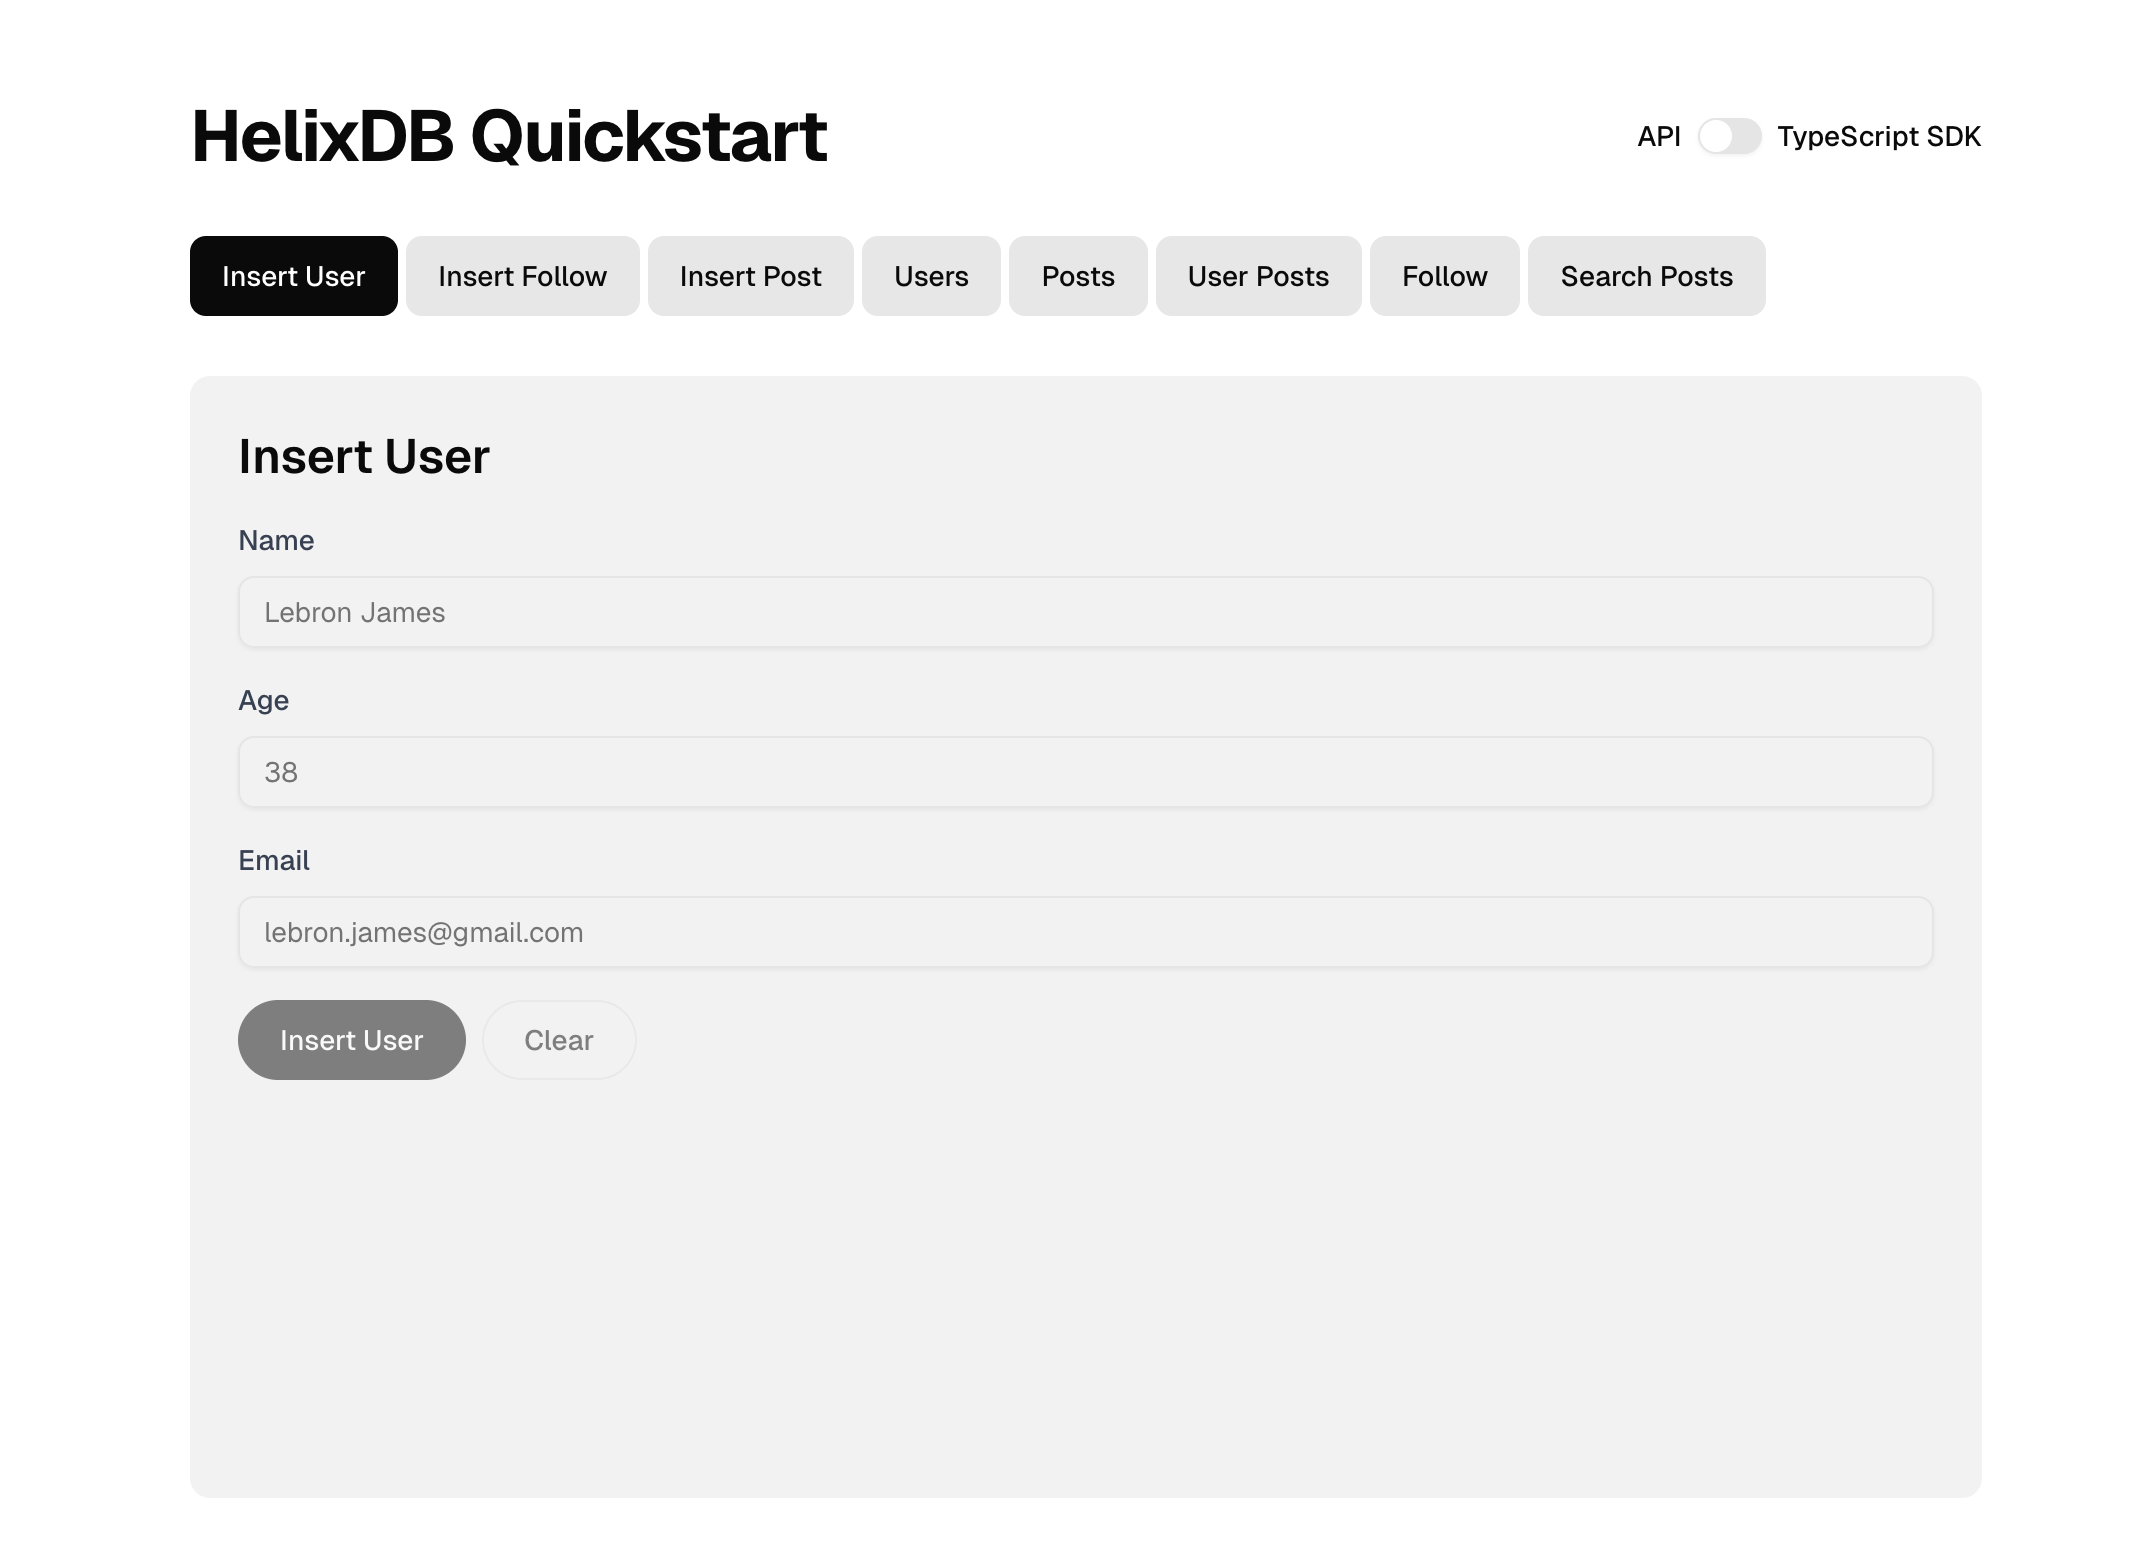 HelixDB Quickstart
API TypeScript SDK
Insert User Insert Follow Insert Post Users Posts User Posts Follow Search Posts
Insert User
Name
Lebron James
Age
38
Email
lebron.james@gmail.com
Insert User Clear